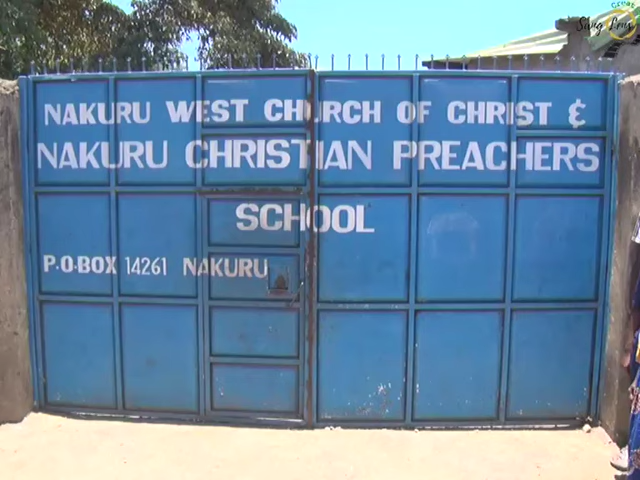 NAKURU WEST CHURCH OF CHRIST &
NAKURU CHRISTIAN PREACHERS
SCHOOL
P.O.BOX 14261 NAKURU